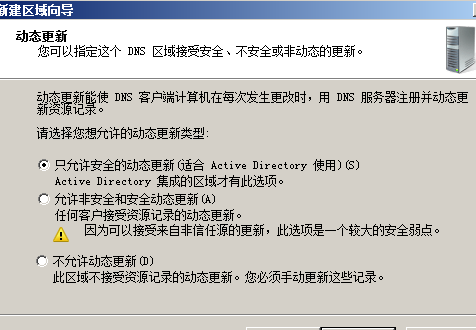 新建区域向导
动态更新
您可以指定这个 DNS 区域接受安全、不安全或非动态的更新。
动态更新能使 DNS 客户端计算机在每次发生更改时，用 DNS 服务器注册并动态更
新资源记录。
请选择您想允许的动态更新类型:
只允许安全的动态更新(适合 Active Directory 使用)(S)
Active Directory 集成的区域才有此选项。
允许非安全和安全动态更新(A)
任何客户接受资源记录的动态更新。
因为可以接受来自非信任源的更新，此选项是一个较大的安全弱点。
不允许动态更新(D)
此区域不接受资源记录的动态更新。您必须手动更新这些记录。